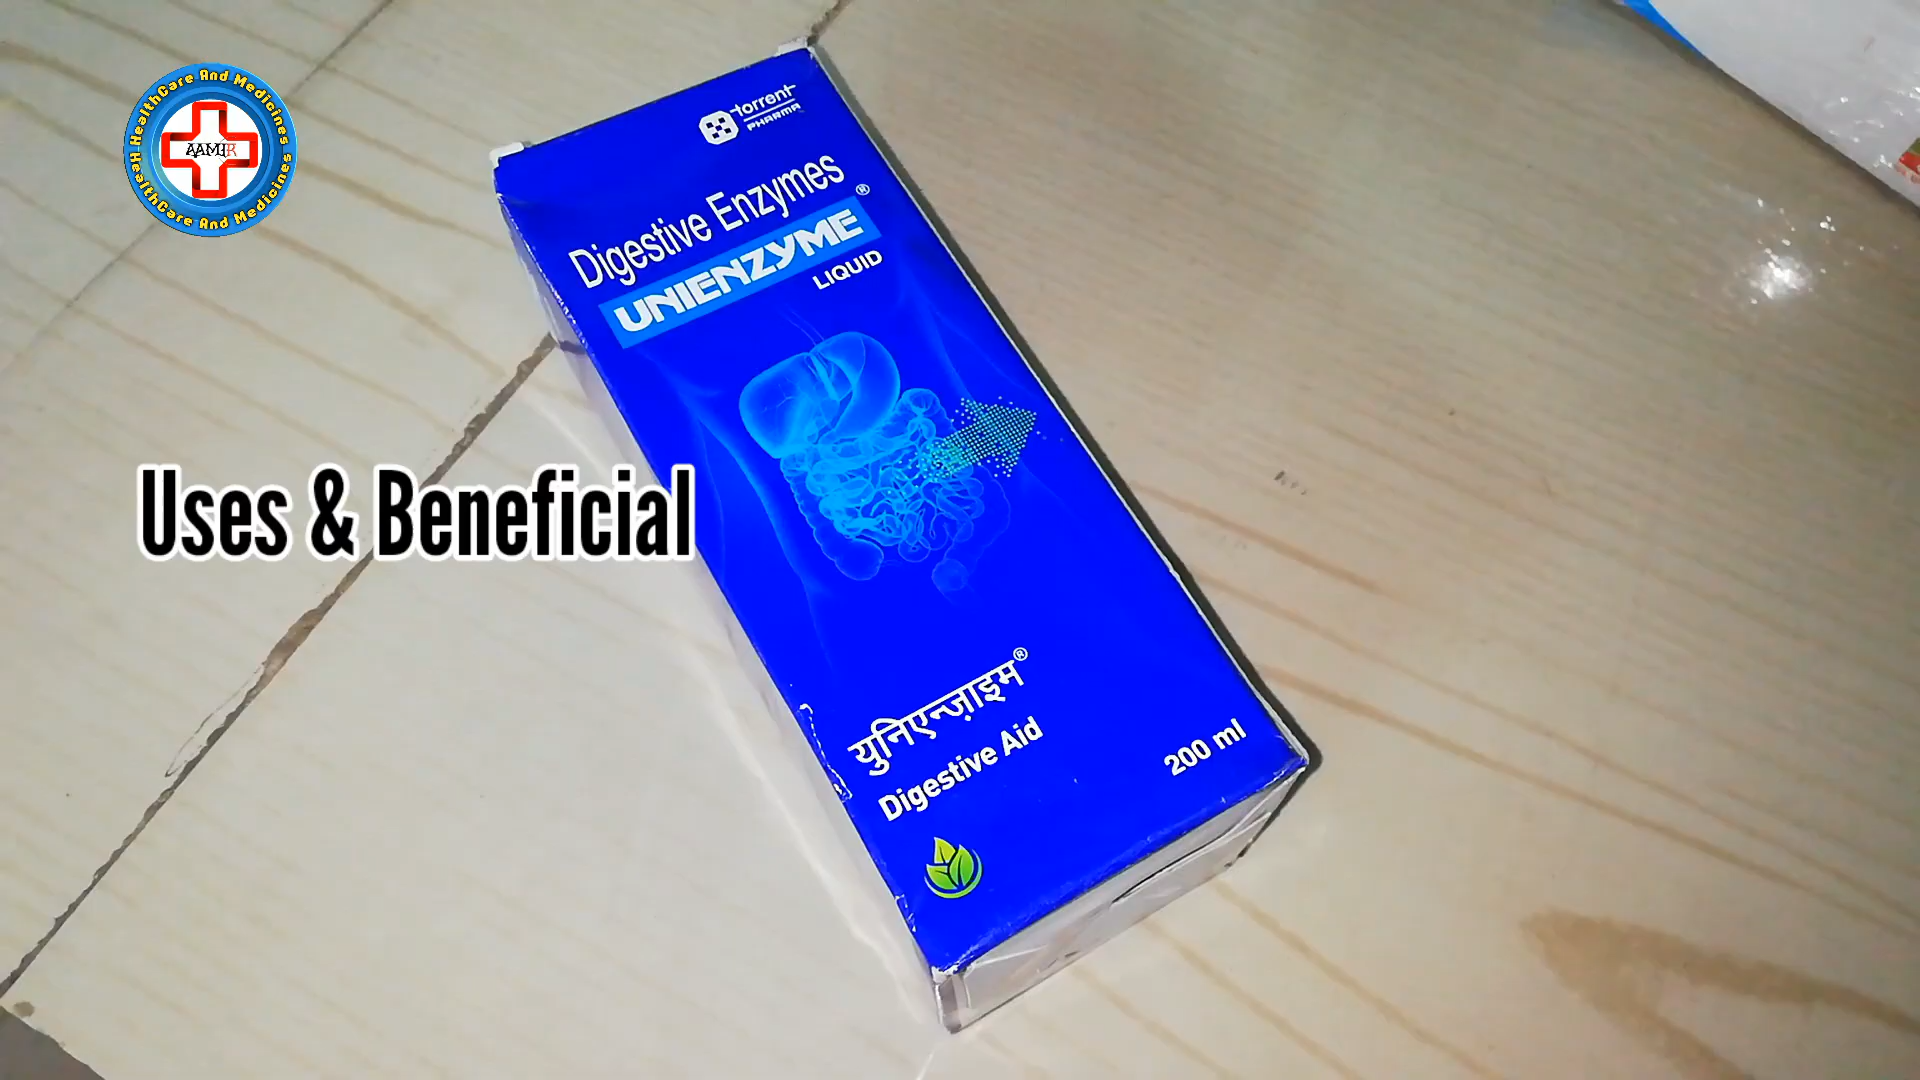 HealthCare And Medicines
AAMIR
HealthCare And Medicines
torrent
PHARMA
Digestive Enzymes
UNIENZYME®
LIQUID
Uses & Beneficial
युनिएन्ज़ाइम®
Digestive Aid
200 ml